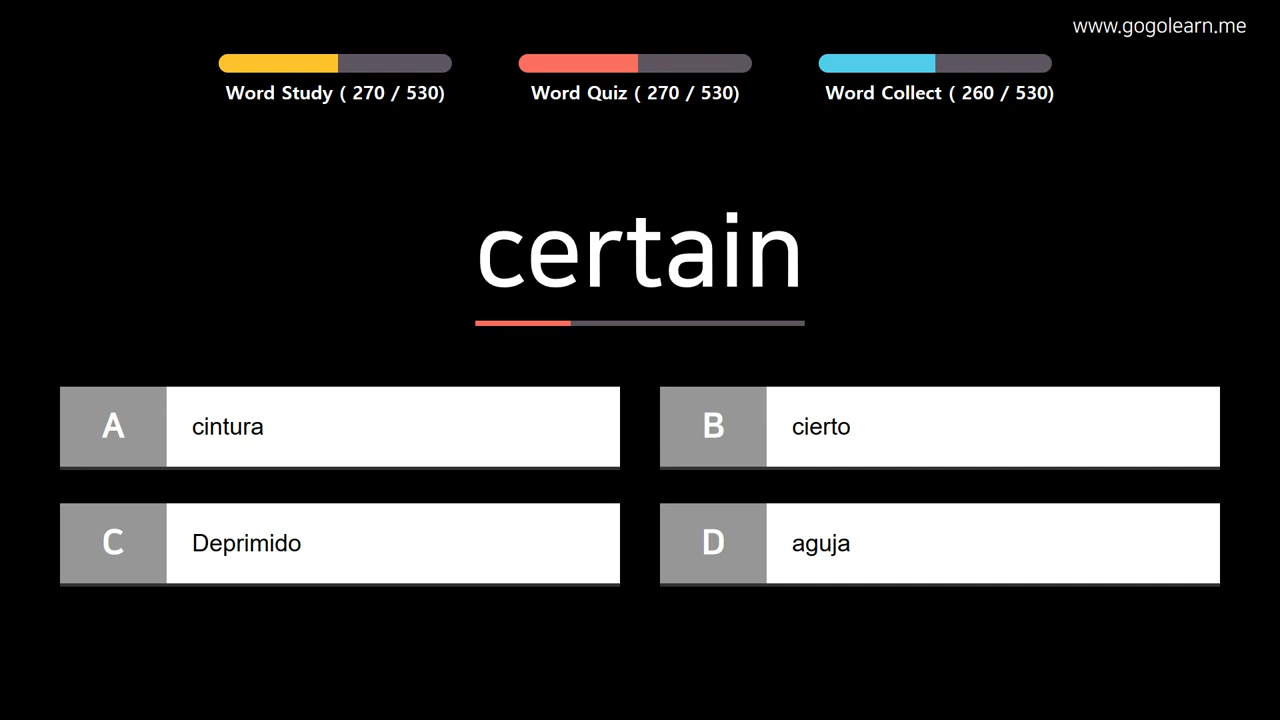 www.gogolearn.me
Word Study ( 270 / 530)
Word Quiz ( 270 / 530)
Word Collect ( 260 / 530)
certain
A cintura
B cierto
C Deprimido
D aguja